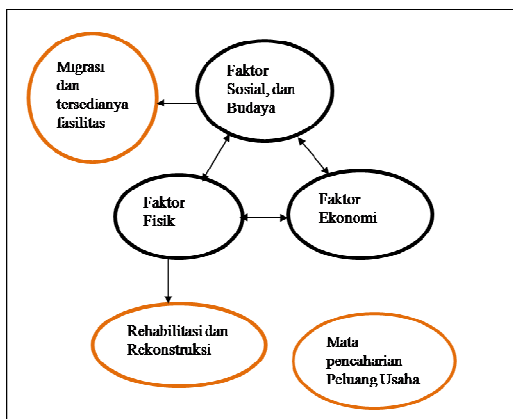 Migrasi
dan
tersedianya
fasilitas
Faktor
Sosial, dan
Budaya
Faktor
Fisik
Faktor
Ekonomi
Rehabilitasi dan
Rekonstruksi
Mata
pencaharian
Peluang Usaha